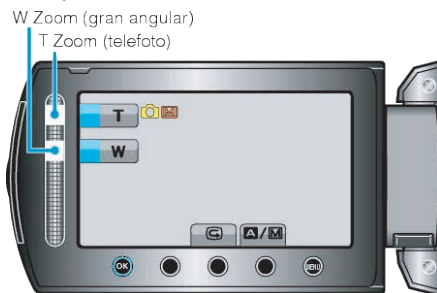 W Zoom (gran angular)
T Zoom (telefoto)
T
M
W
A/M
OK
MENU